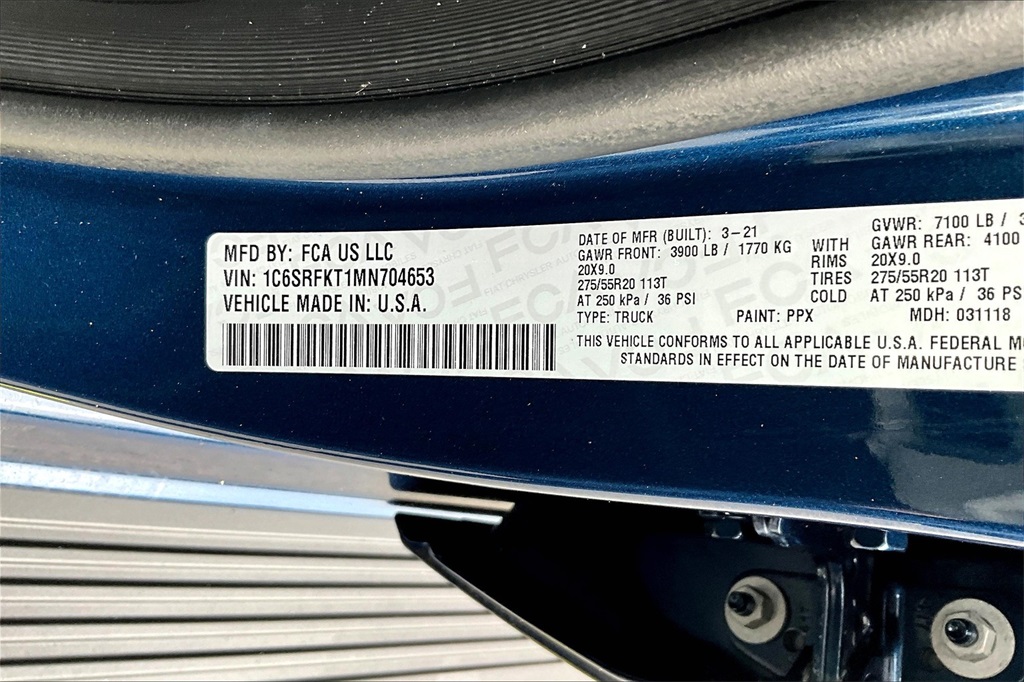 MFD BY: FCA US LLC
VIN: 1C6SRFKT1MN704653
VEHICLE MADE IN: U.S.A.
DATE OF MFR (BUILT): 3-21
GAWR FRONT: 3900 LB / 1770 KG
20X9.0
275/55R20 113T
AT 250 kPa / 36 PSI
TYPE: TRUCK
WITH
RIMS
TIRES
COLD
GVWR: 7100 LB / 3
GAWR REAR: 4100
20X9.0
275/55R20 113T
AT 250 kPa / 36 PSI
PAINT: PPX MDH: 031118
*THIS VEHICLE CONFORMS TO ALL APPLICABLE U.S.A. FEDERAL M
STANDARDS IN EFFECT ON THE DATE OF MANUFACTURE